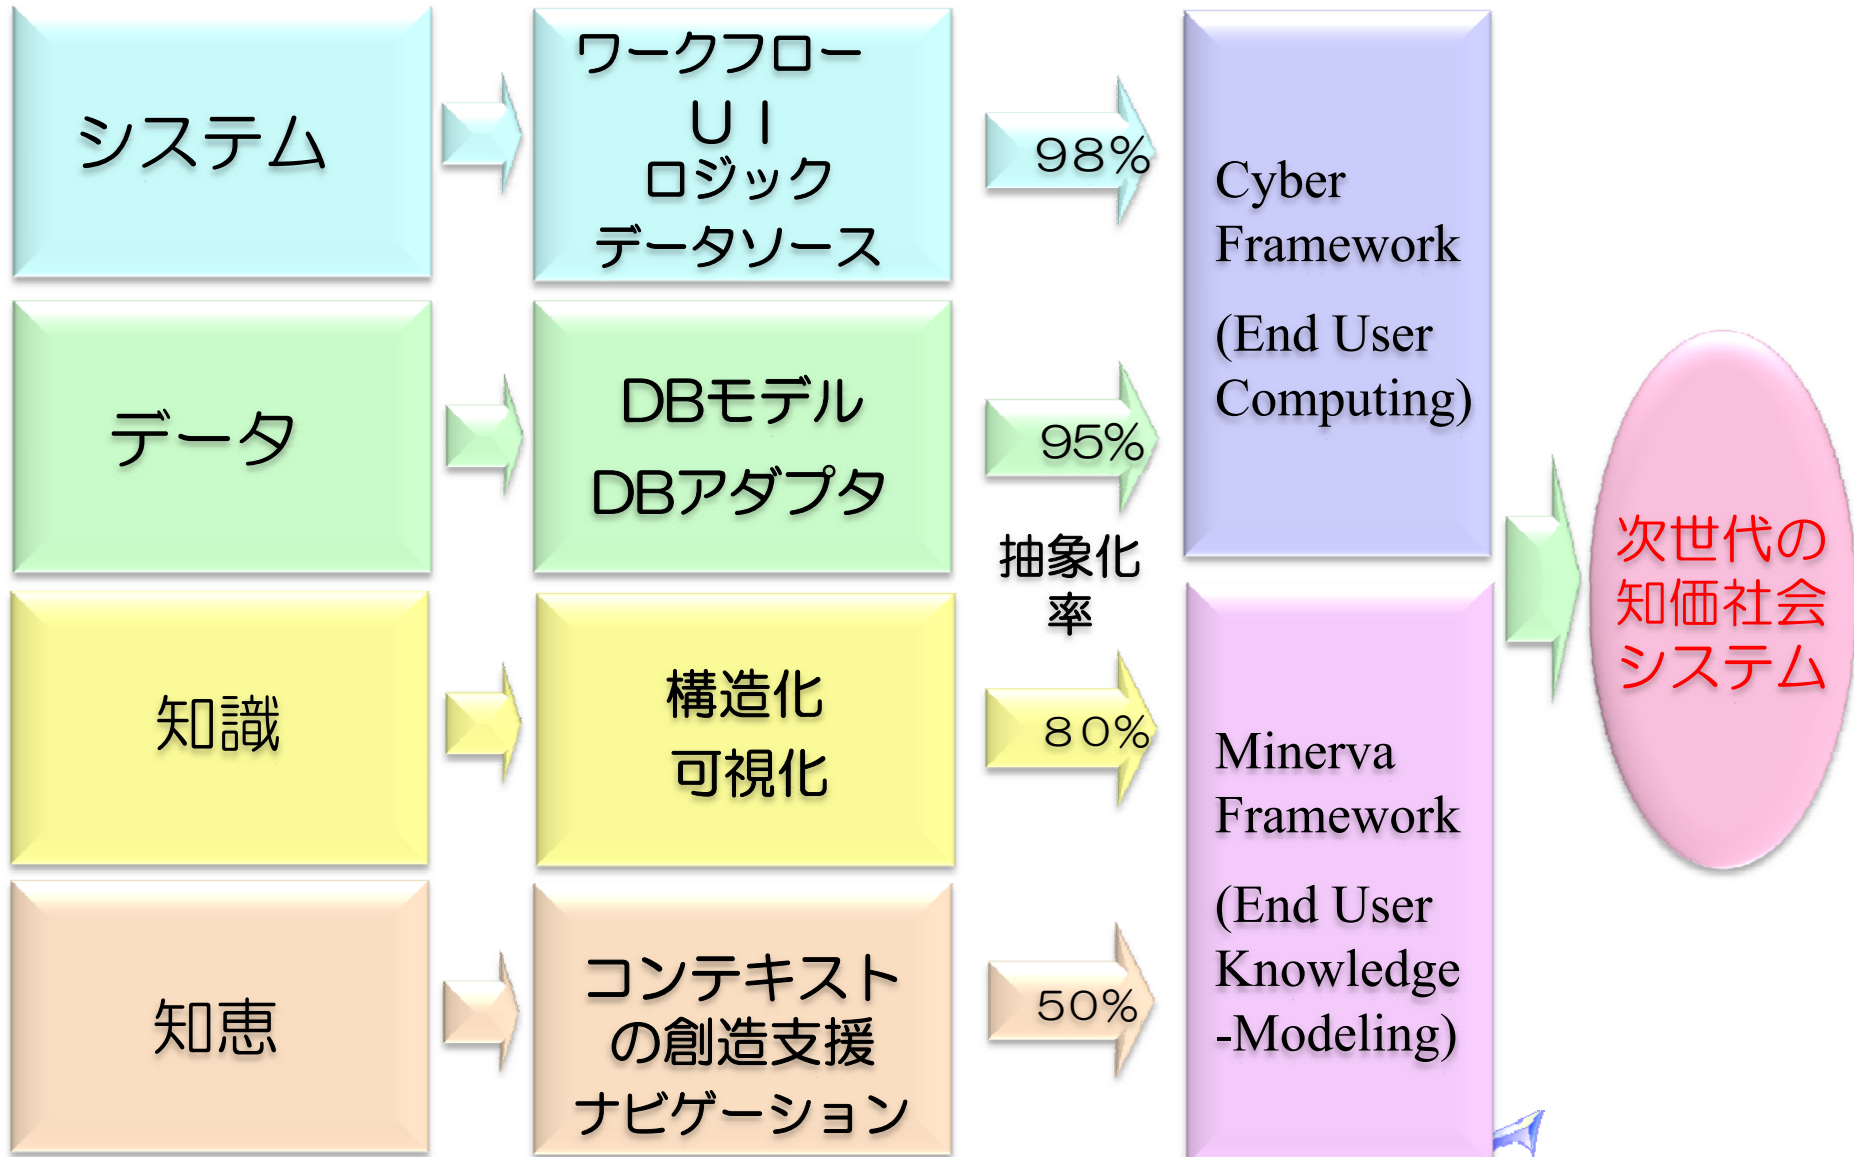 システム
ワークフロー
UI
ロジック
データソース
98%
Cyber
Framework
(End User
Computing)
データ
DBモデル
DBアダプタ
95%
抽象化
率
知識
構造化
可視化
80%
Minerva
Framework
(End User
Knowledge
-Modeling)
知恵
コンテキスト
の創造支援
ナビゲーション
50%
次世代の
知価社会
システム